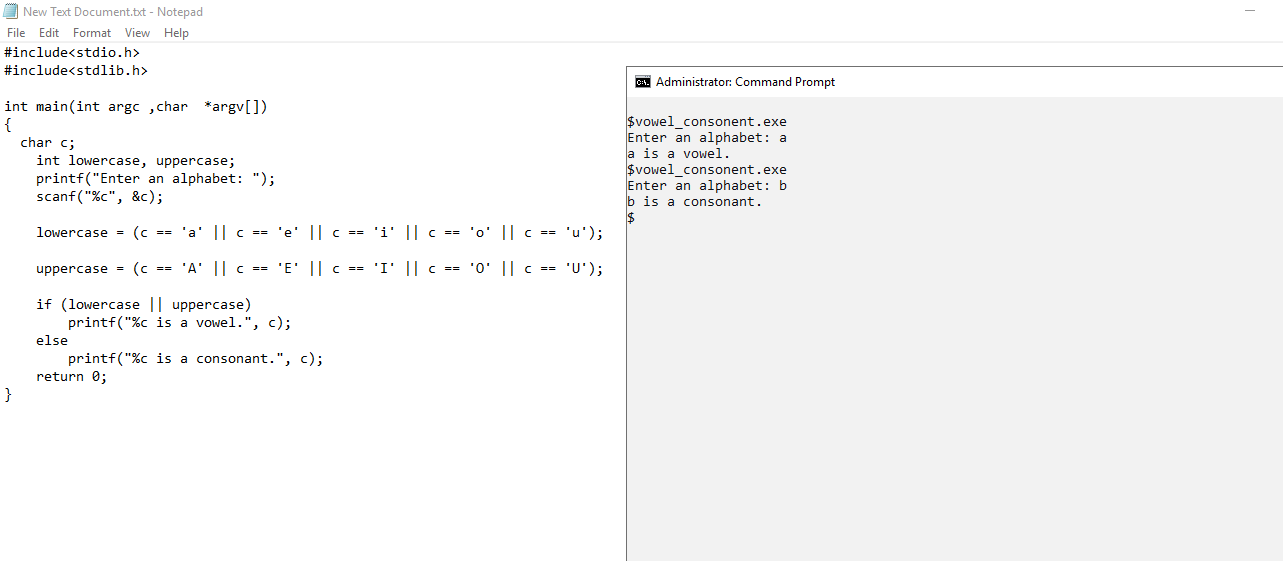 New Text Document.txt - Notepad
File Edit Format View Help
#include<stdio.h>
#include<stdlib.h>
int main(int argc ,char  *argv[])
{
  char c;
    int lowercase, uppercase;
    printf("Enter an alphabet: ");
    scanf("%c", &c);
    lowercase = (c == 'a' || c == 'e' || c == 'i' || c == 'o' || c == 'u');
    uppercase = (c == 'A' || c == 'E' || c == 'I' || c == 'O' || c == 'U');
    if (lowercase || uppercase)
        printf("%c is a vowel.", c);
    else
        printf("%c is a consonant.", c);
    return 0;
}
Administrator: Command Prompt
$vowel_consonent.exe
Enter an alphabet: a
a is a vowel.
$vowel_consonent.exe
Enter an alphabet: b
b is a consonant.
$